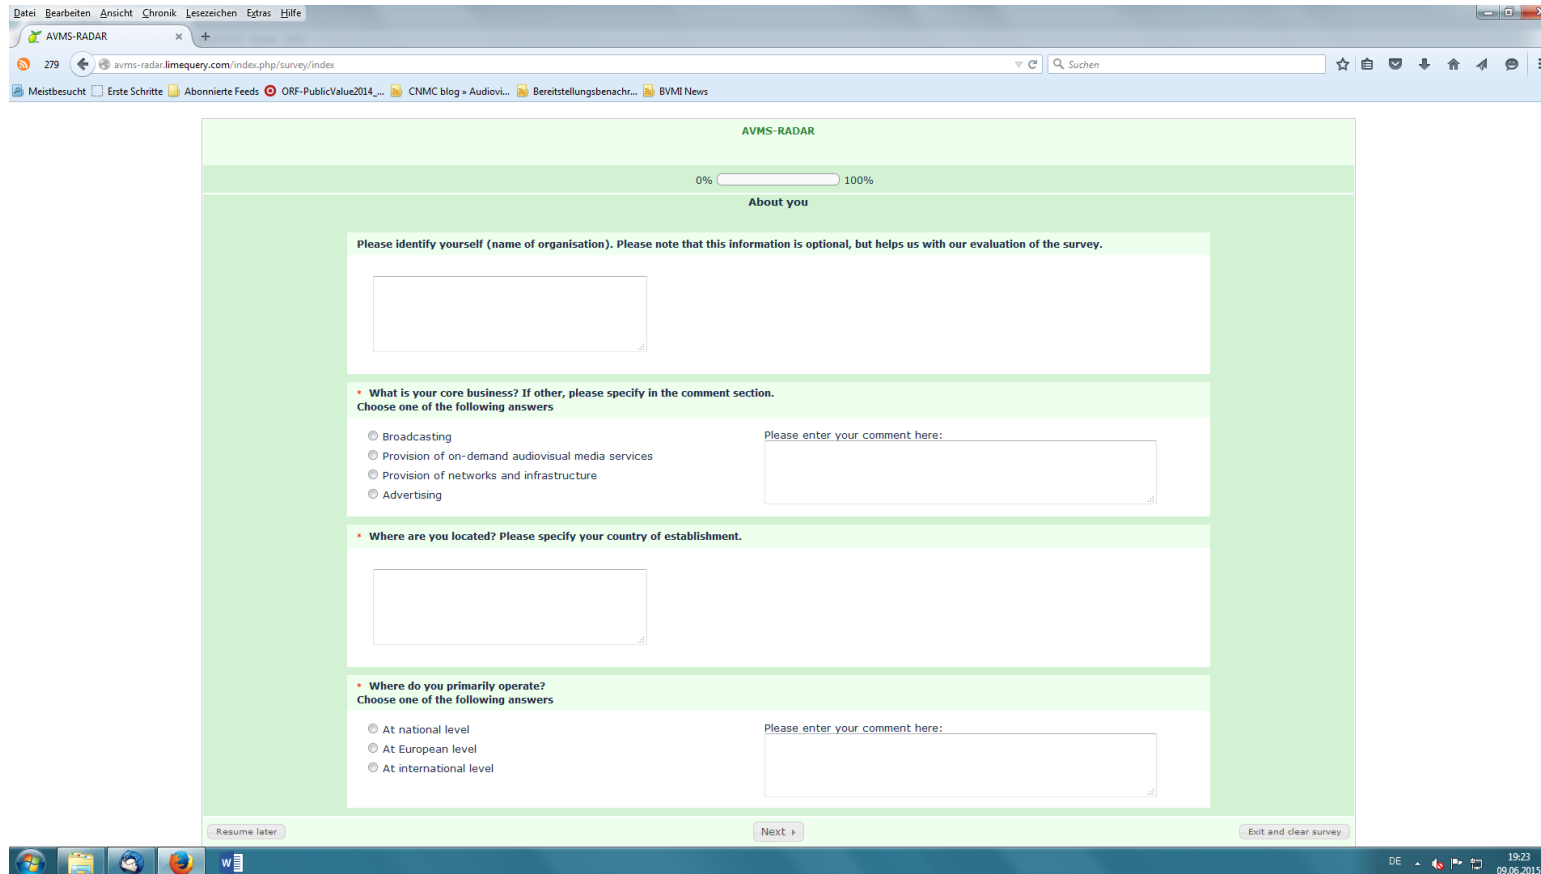 Datei Bearbeiten Ansicht Chronik Lesezeichen Extras Hilfe
AVMS-RADAR
279 avms-radar.limequery.com/index.php/survey/index Suchen
Meistbesucht Erste Schritte Abonnierte Feeds ORF-PublicValue2014_... CNMC blog » Audiovi... Bereitstellungsbenachr... BVMI News
AVMS-RADAR
0% 100%
About you
Please identify yourself (name of organisation). Please note that this information is optional, but helps us with our evaluation of the survey.
* What is your core business? If other, please specify in the comment section.
Choose one of the following answers
Broadcasting
Provision of on-demand audiovisual media services
Provision of networks and infrastructure
Advertising
Please enter your comment here:
* Where are you located? Please specify your country of establishment.
* Where do you primarily operate?
Choose one of the following answers
At national level
At European level
At international level
Please enter your comment here:
Resume later Next Exit and clear survey
DE 19:23
09.06.2015